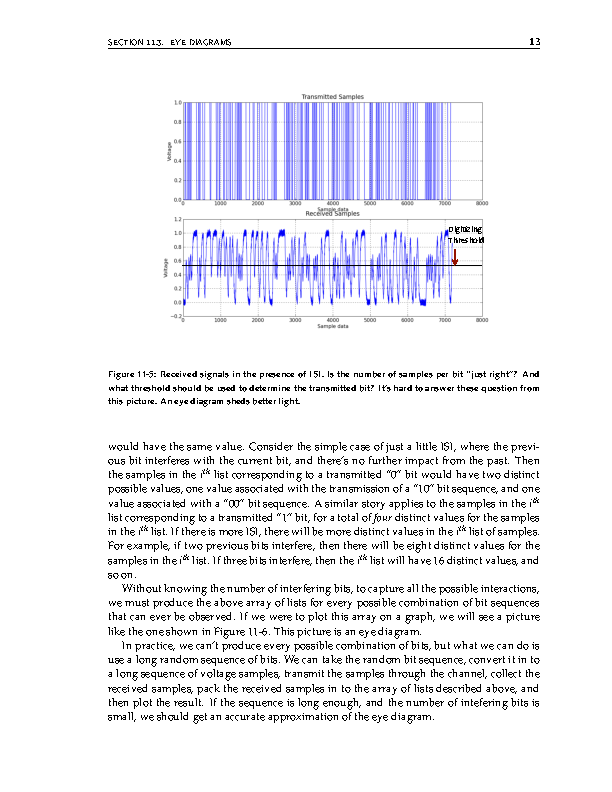 SECTION 11.3. EYE DIAGRAMS 13
Transmitted Samples
1.0
0.8
0.6
0.4
0.2
0.0
Voltage
0 1000 2000 3000 4000 5000 6000 7000 8000
Sample data
Received Samples
1.2
1.0
0.8
0.6
0.4
0.2
0.0
−0.2
Voltage
Digitizing
Threshold
0 1000 2000 3000 4000 5000 6000 7000 8000
Sample data
Figure 11-5: Received signals in the presence of ISI. Is the number of samples per bit “just right”? And
what threshold should be used to determine the transmitted bit? It’s hard to answer these question from
this picture. An eye diagram sheds better light.
would have the same value. Consider the simple case of just a little ISI, where the previ-
ous bit interferes with the current bit, and there’s no further impact from the past. Then
the samples in the ith list corresponding to a transmitted “0” bit would have two distinct
possible values, one value associated with the transmission of a “10” bit sequence, and one
value associated with a “00” bit sequence. A similar story applies to the samples in the ith
list corresponding to a transmitted “1” bit, for a total of four distinct values for the samples
in the ith list. If there is more ISI, there will be more distinct values in the ith list of samples.
For example, if two previous bits interfere, then there will be eight distinct values for the
samples in the ith list. If three bits interfere, then the ith list will have 16 distinct values, and
so on.
Without knowing the number of interfering bits, to capture all the possible interactions,
we must produce the above array of lists for every possible combination of bit sequences
that can ever be observed. If we were to plot this array on a graph, we will see a picture
like the one shown in Figure 11-6. This picture is an eye diagram.
In practice, we can’t produce every possible combination of bits, but what we can do is
use a long random sequence of bits. We can take the random bit sequence, convert it in to
a long sequence of voltage samples, transmit the samples through the channel, collect the
received samples, pack the received samples in to the array of lists described above, and
then plot the result. If the sequence is long enough, and the number of intefering bits is
small, we should get an accurate approximation of the eye diagram.